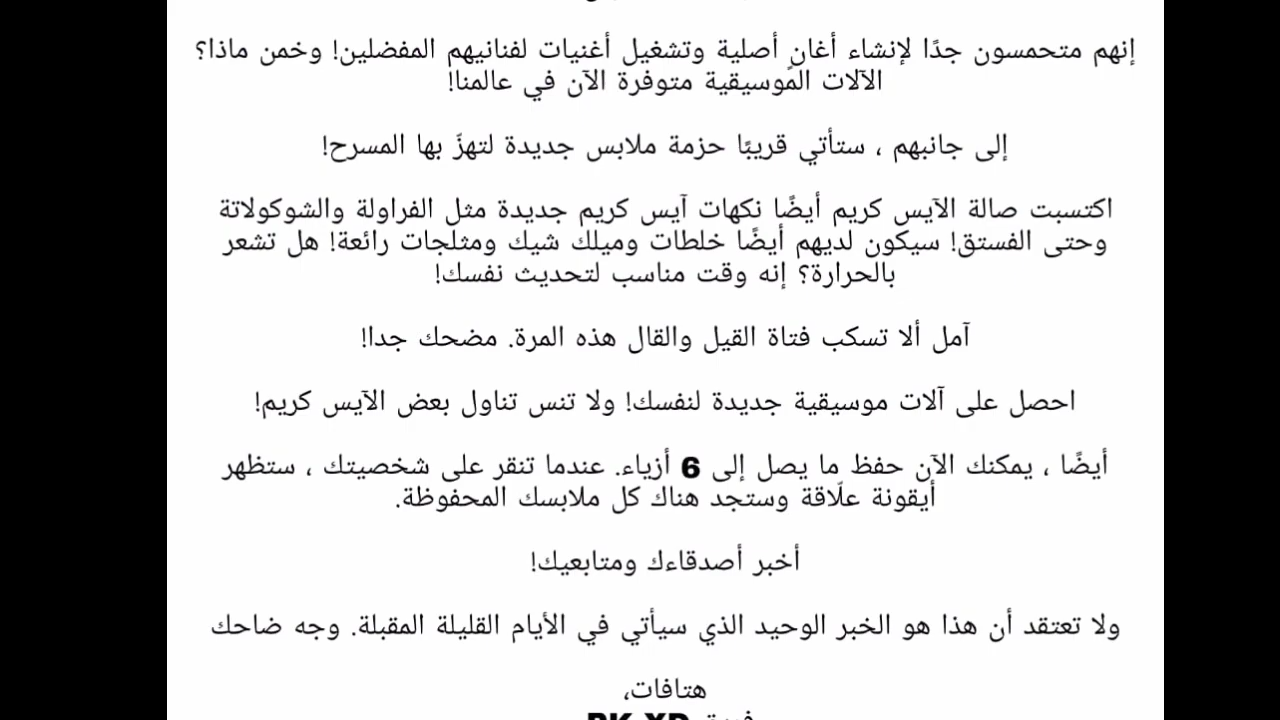 إنهم متحمسون جدًا لإنشاء أغانٍ أصلية وتشغيل أغنيات لفنانيهم المفضلين! وخمن ماذا؟
الآلات الموسيقية متوفرة الآن في عالمنا!
إلى جانبهم ، ستأتي قريبًا حزمة ملابس جديدة لتهزّ بها المسرح!
اكتسبت صالة الآيس كريم أيضًا نكهات آيس كريم جديدة مثل الفراولة والشوكولاتة
وحتى الفستق! سيكون لديهم أيضًا خلطات وميلك شيك ومثلجات رائعة! هل تشعر
بالحرارة؟ إنه وقت مناسب لتحديث نفسك!
آمل ألا تسكب فتاة القيل والقال هذه المرة. مضحك جدا!
احصل على آلات موسيقية جديدة لنفسك! ولا تنس تناول بعض الآيس كريم!
أيضًا ، يمكنك الآن حفظ ما يصل إلى 6 أزياء. عندما تنقر على شخصيتك ، ستظهر
أيقونة علّاقة وستجد هناك كل ملابسك المحفوظة.
أخبر أصدقاءك ومتابعيك!
ولا تعتقد أن هذا هو الخبر الوحيد الذي سيأتي في الأيام القليلة المقبلة. وجه ضاحك
هتافات،
فريق PK XD